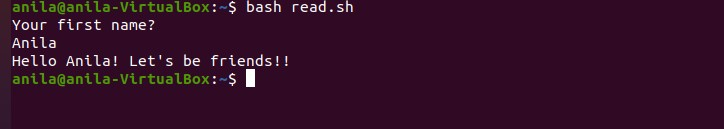 anila@anila-VirtualBox:~$ bash read.sh
Your first name?
Anila
Hello Anila! Let's be friends!!
anila@anila-VirtualBox:~$